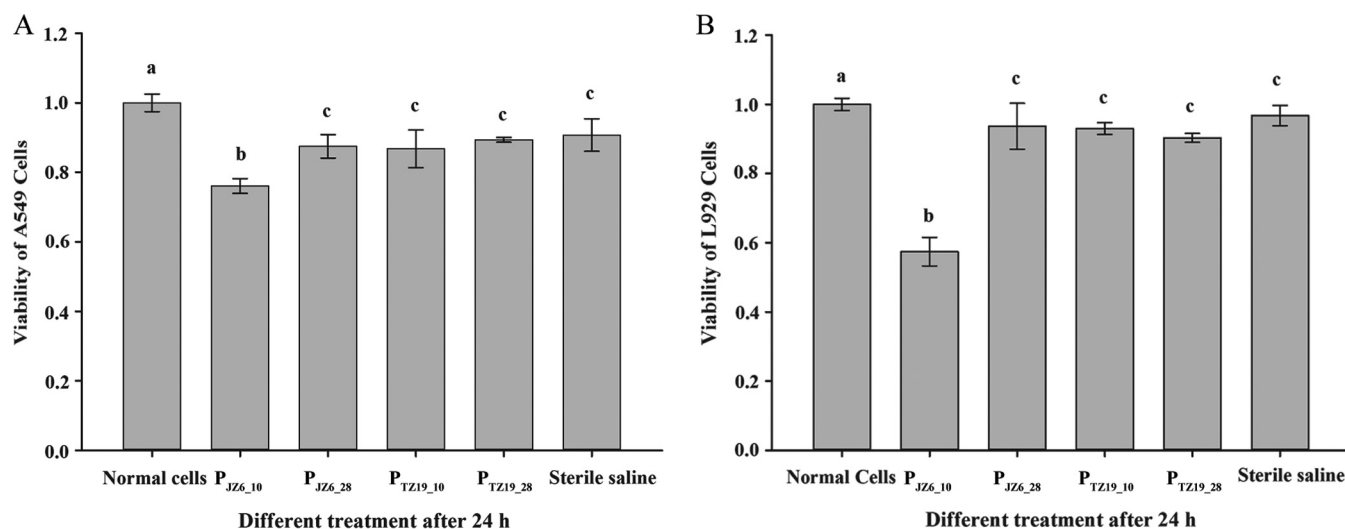 A
Viability of A549 Cells
1.2
1.0
0.8
0.6
0.4
0.2
0.0
a
b
c
c
c
c
Normal cells PJZ6_10 PJZ6_28 PTZ19_10 PTZ19_28 Sterile saline
Different treatment after 24 h
B
Viability of L929 Cells
1.2
1.0
0.8
0.6
0.4
0.2
0.0
a
b
c
c
c
c
Normal Cells PJZ6_10 PJZ6_28 PTZ19_10 PTZ19_28 Sterile saline
Different treatment after 24 h